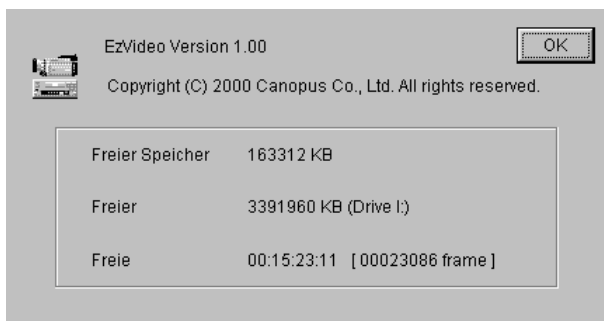 EzVideo Version 1.00
OK
Copyright (C) 2000 Canopus Co., Ltd. All rights reserved.
Freier Speicher 163312 KB
Freier 3391960 KB (Drive I:)
Freie 00:15:23:11 [ 00023086 frame ]